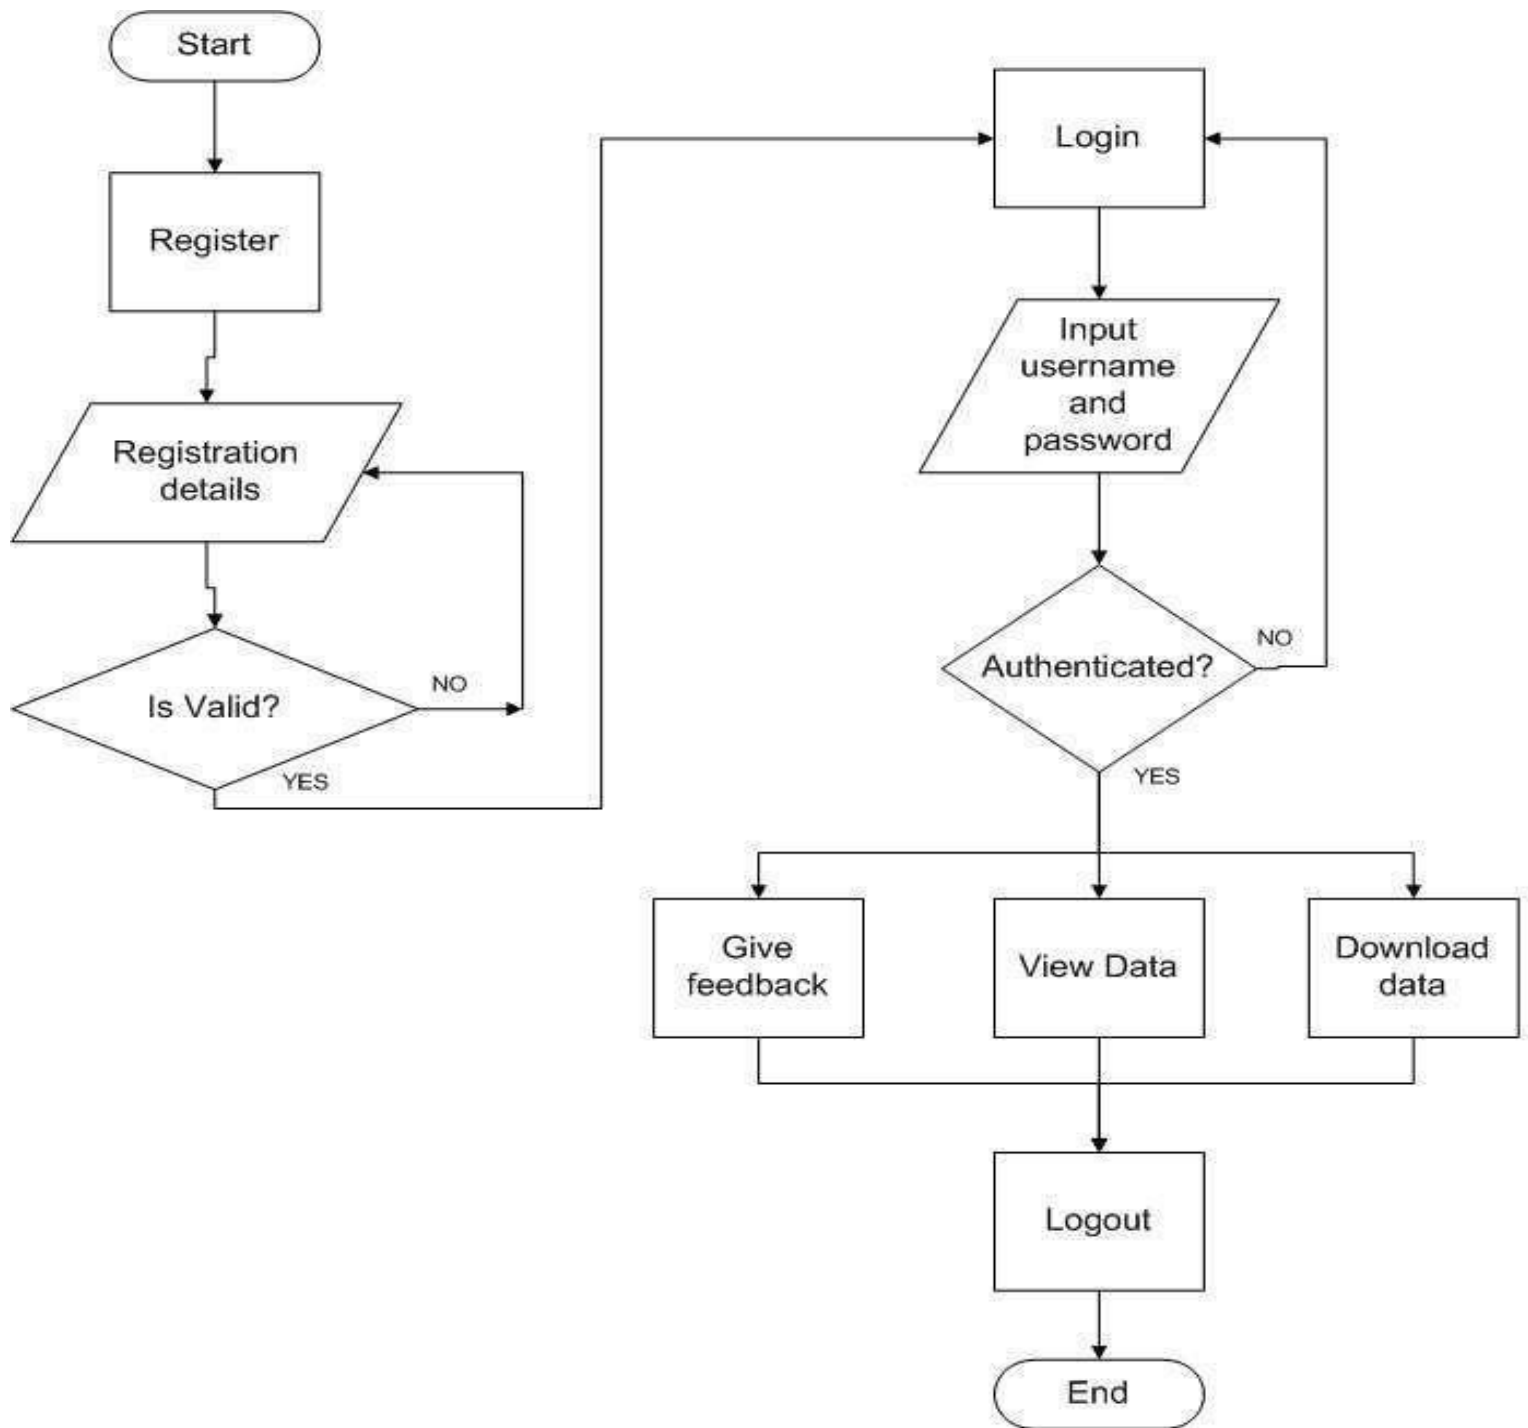 Start
Register
Registration
details
Is Valid?
NO
YES
Login
Input
username
and
password
Authenticated?
NO
YES
Give
feedback
View Data
Download
data
Logout
End